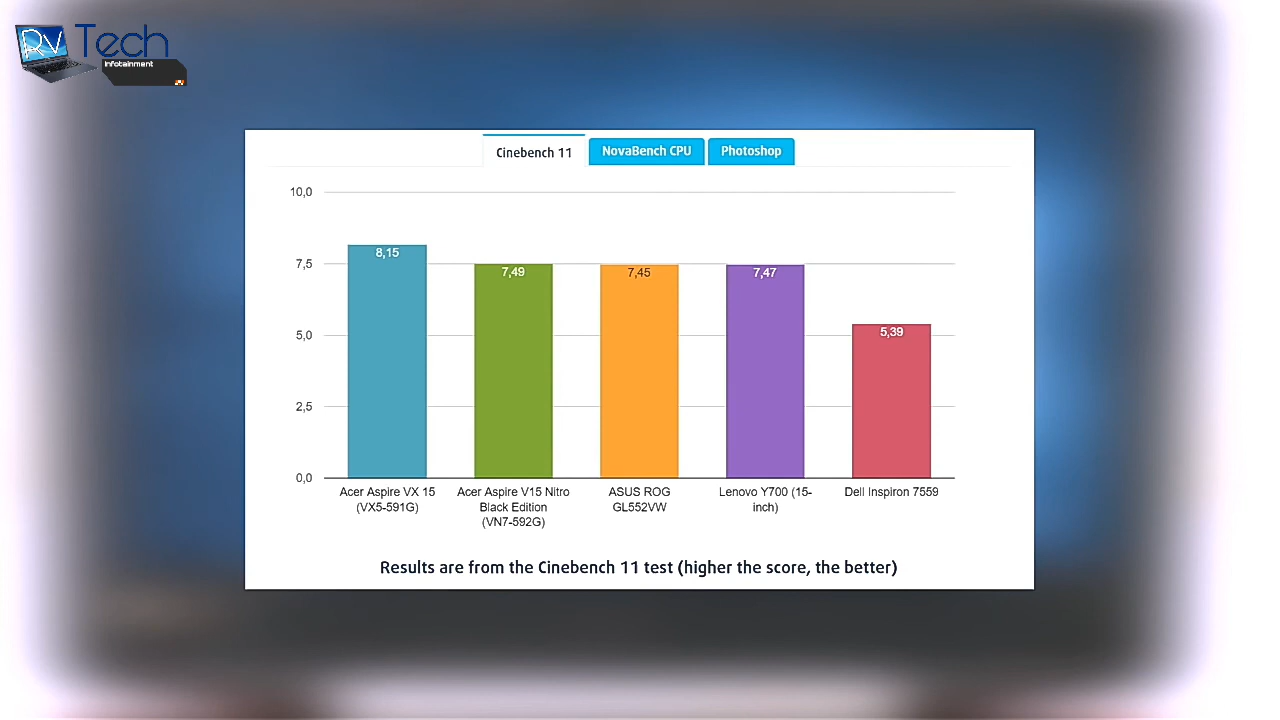 RV Tech
Infotainment
Cinebench 11
NovaBench CPU
Photoshop
10,0
7,5
5,0
2,5
0,0
8,15
7,49
7,45
7,47
5,39
Acer Aspire VX 15
(VX5-591G)
Acer Aspire V15 Nitro
Black Edition
(VN7-592G)
ASUS ROG
GL552VW
Lenovo Y700 (15-
inch)
Dell Inspiron 7559
Results are from the Cinebench 11 test (higher the score, the better)